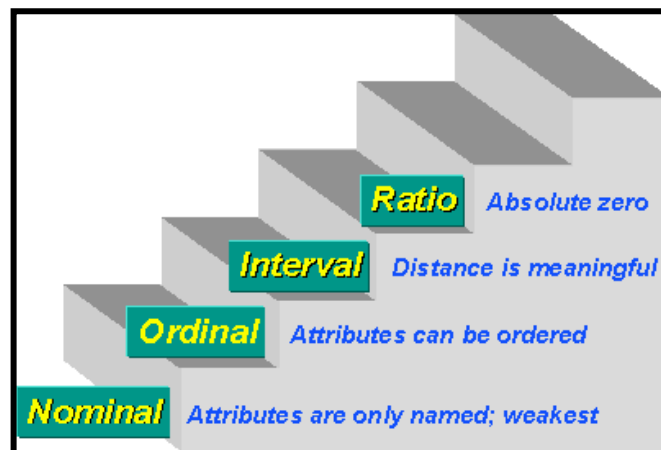 Ratio Absolute zero
Interval Distance is meaningful
Ordinal Attributes can be ordered
Nominal Attributes are only named; weakest